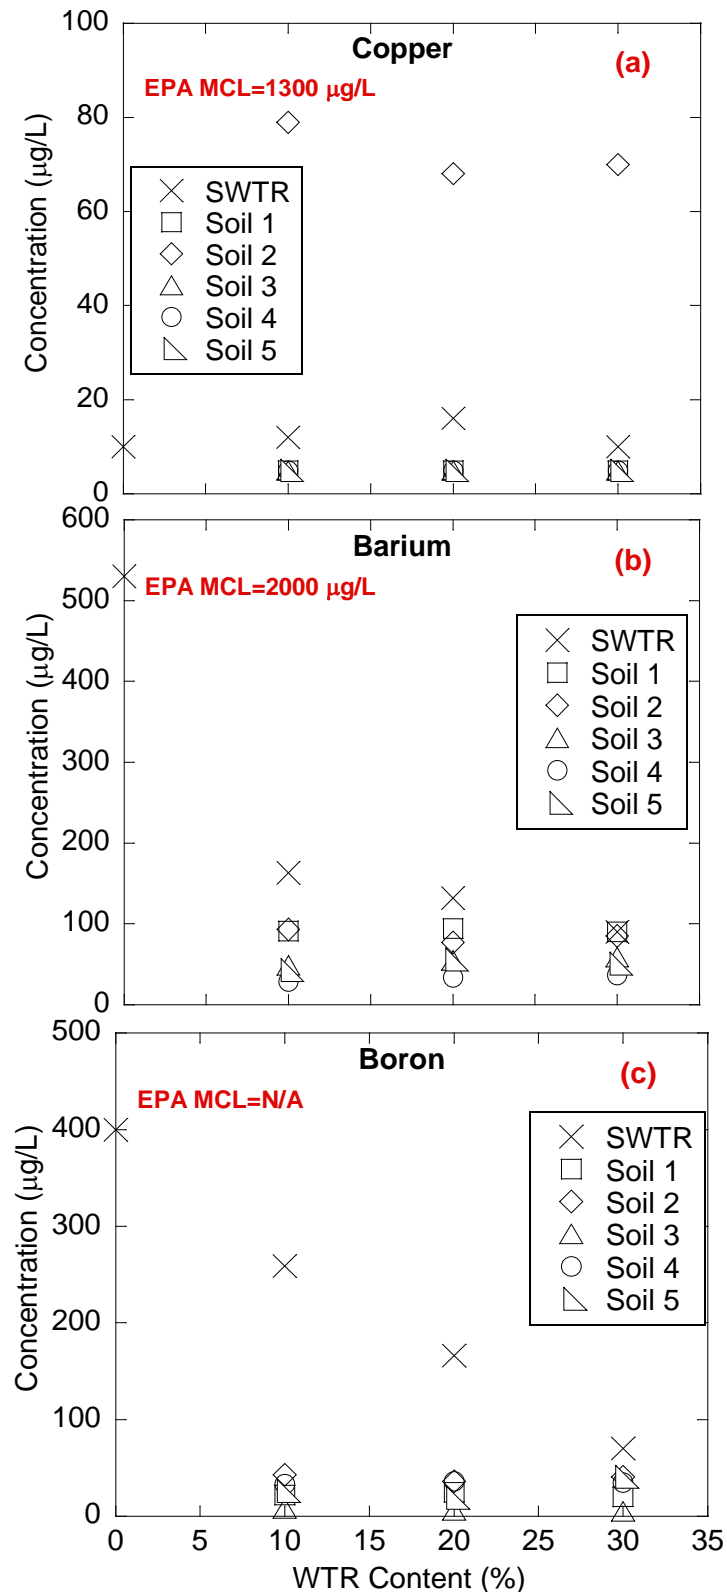 Copper
(a)
EPA MCL=1300 μg/L
Concentration (μg/L)
100
80
60
40
20
0
SWTR
Soil 1
Soil 2
Soil 3
Soil 4
Soil 5
Barium
(b)
EPA MCL=2000 μg/L
Concentration (μg/L)
600
500
400
300
200
100
0
SWTR
Soil 1
Soil 2
Soil 3
Soil 4
Soil 5
Boron
(c)
EPA MCL=N/A
Concentration (μg/L)
500
400
300
200
100
0
SWTR
Soil 1
Soil 2
Soil 3
Soil 4
Soil 5
0 5 10 15 20 25 30 35
WTR Content (%)